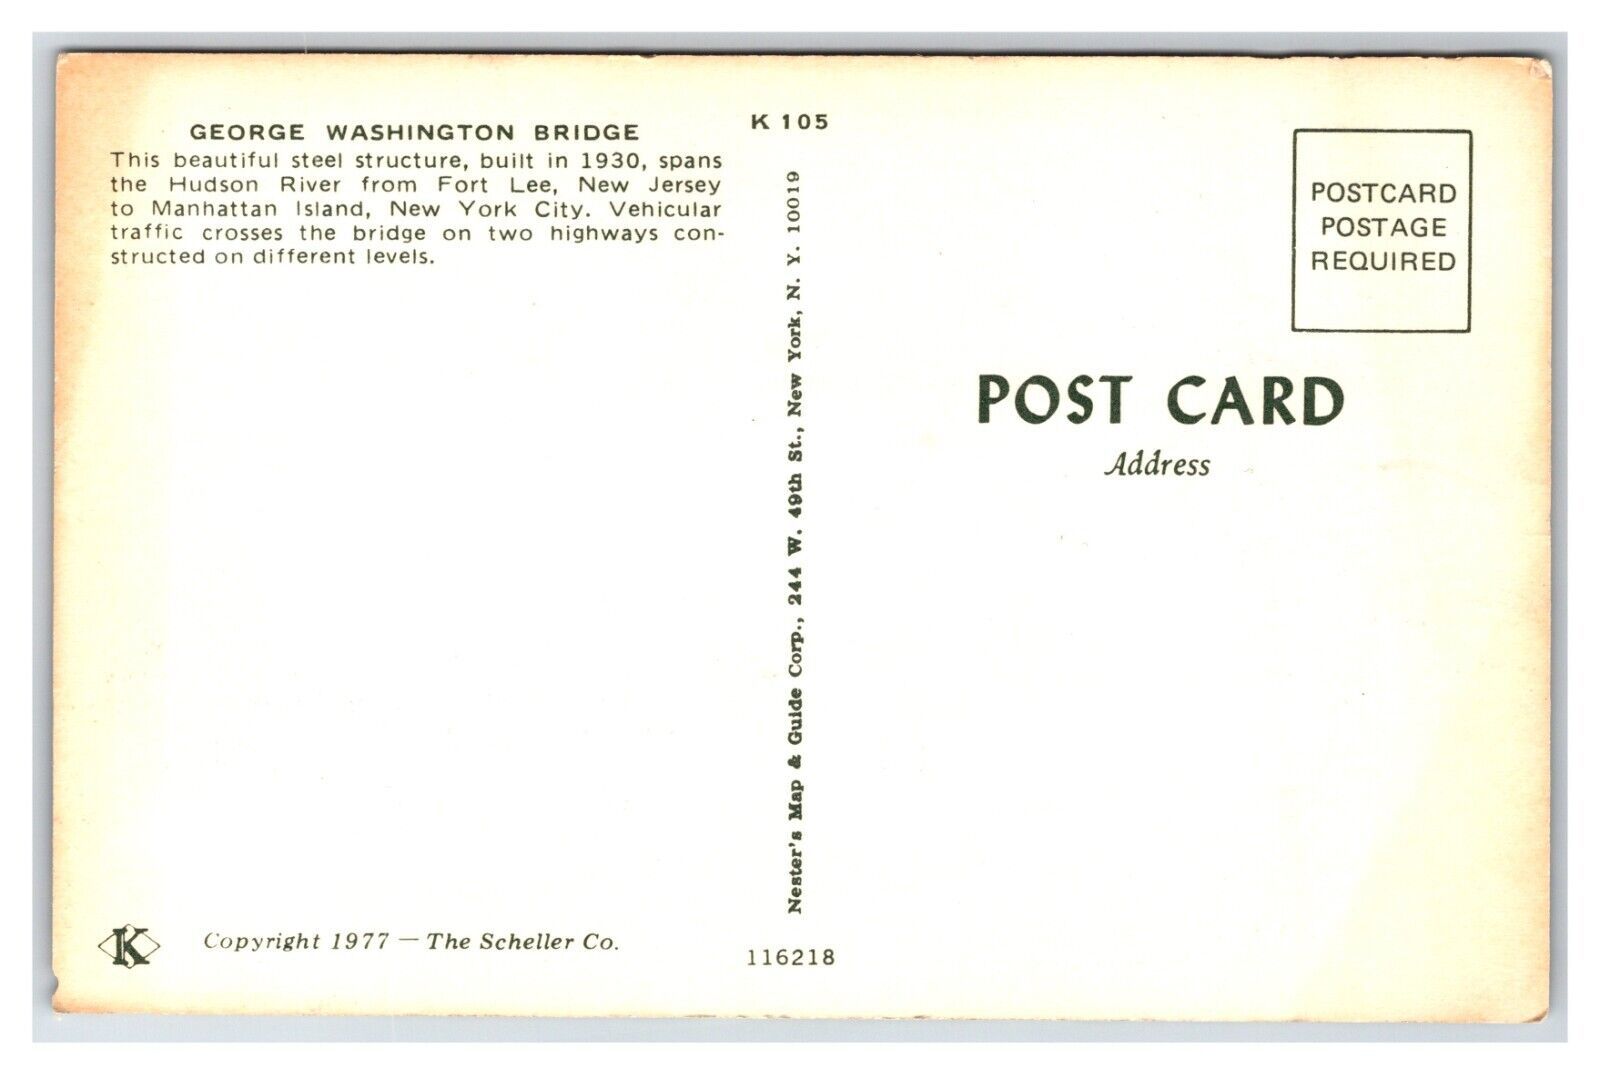 GEORGE WASHINGTON BRIDGE
This beautiful steel structure, built in 1930, spans
the Hudson River from Fort Lee, New Jersey
to Manhattan Island, New York City. Vehicular
traffic crosses the bridge on two highways con-
structed on different levels.
K 105
Nester's Map & Guide Corp., 244 W. 49th St., New York, N. Y. 10019
POSTCARD
POSTAGE
REQUIRED
POST CARD
Address
K
Copyright 1977 — The Scheller Co.
116218